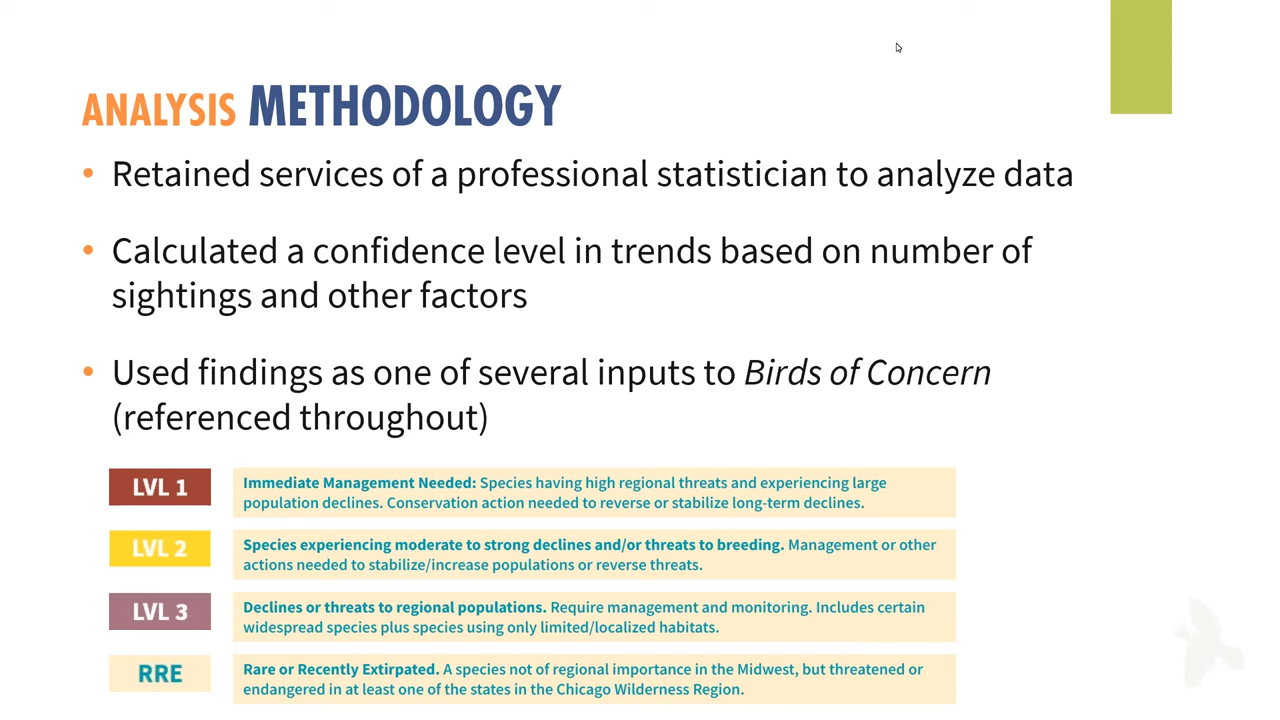 ANALYSIS METHODOLOGY
• Retained services of a professional statistician to analyze data
• Calculated a confidence level in trends based on number of
sightings and other factors
• Used findings as one of several inputs to Birds of Concern
(referenced throughout)
LVL 1
Immediate Management Needed: Species having high regional threats and experiencing large
population declines. Conservation action needed to reverse or stabilize long-term declines.
LVL 2
Species experiencing moderate to strong declines and/or threats to breeding. Management or other
actions needed to stabilize/increase populations or reverse threats.
LVL 3
Declines or threats to regional populations. Require management and monitoring. Includes certain
widespread species plus species using only limited/localized habitats.
RRE
Rare or Recently Extirpated. A species not of regional importance in the Midwest, but threatened or
endangered in at least one of the states in the Chicago Wilderness Region.